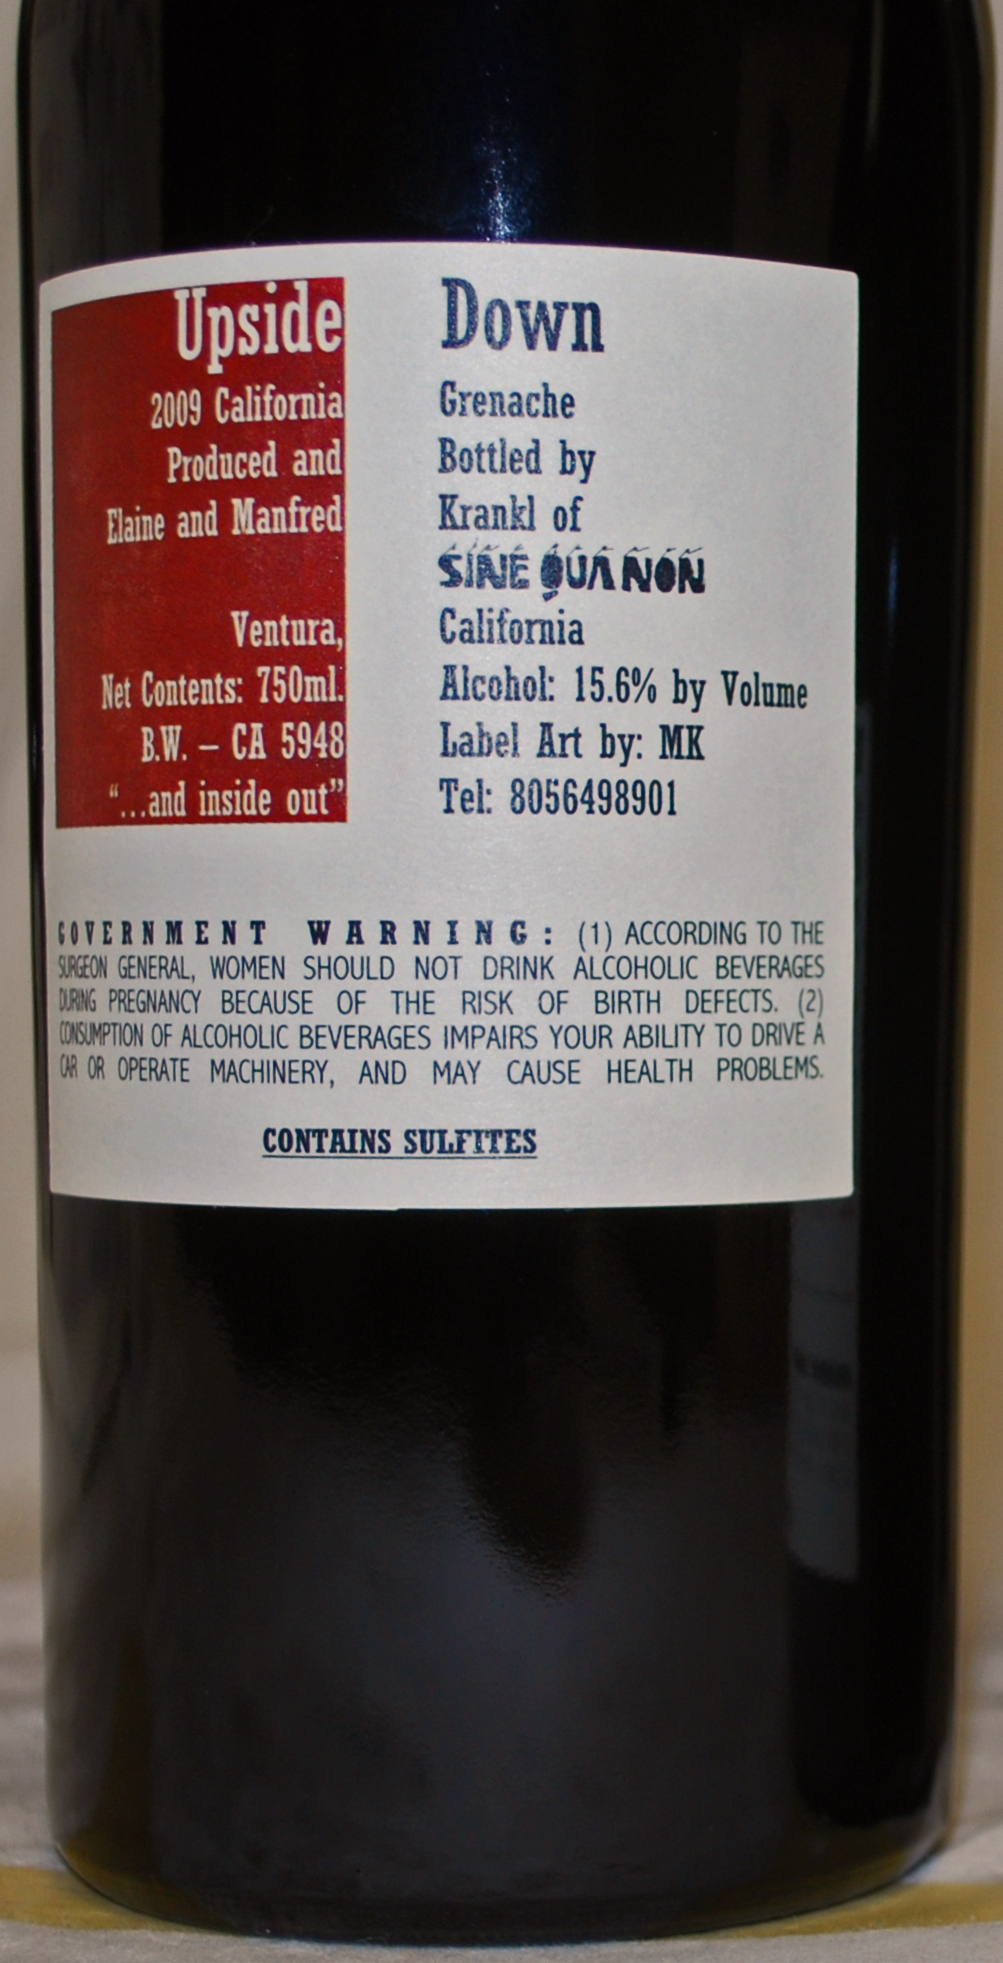 Upside Down
2009 California Grenache
Produced and Bottled by
Elaine and Manfred Krankl of
SINE QUA NON
Ventura, California
Net Contents: 750ml. Alcohol: 15.6% by Volume
B.W. – CA 5948 Label Art by: MK
“...and inside out” Tel: 8056498901
GOVERNMENT WARNING: (1) ACCORDING TO THE
SURGEON GENERAL, WOMEN SHOULD NOT DRINK ALCOHOLIC BEVERAGES
DURING PREGNANCY BECAUSE OF THE RISK OF BIRTH DEFECTS. (2)
CONSUMPTION OF ALCOHOLIC BEVERAGES IMPAIRS YOUR ABILITY TO DRIVE A
CAR OR OPERATE MACHINERY, AND MAY CAUSE HEALTH PROBLEMS.
CONTAINS SULFITES